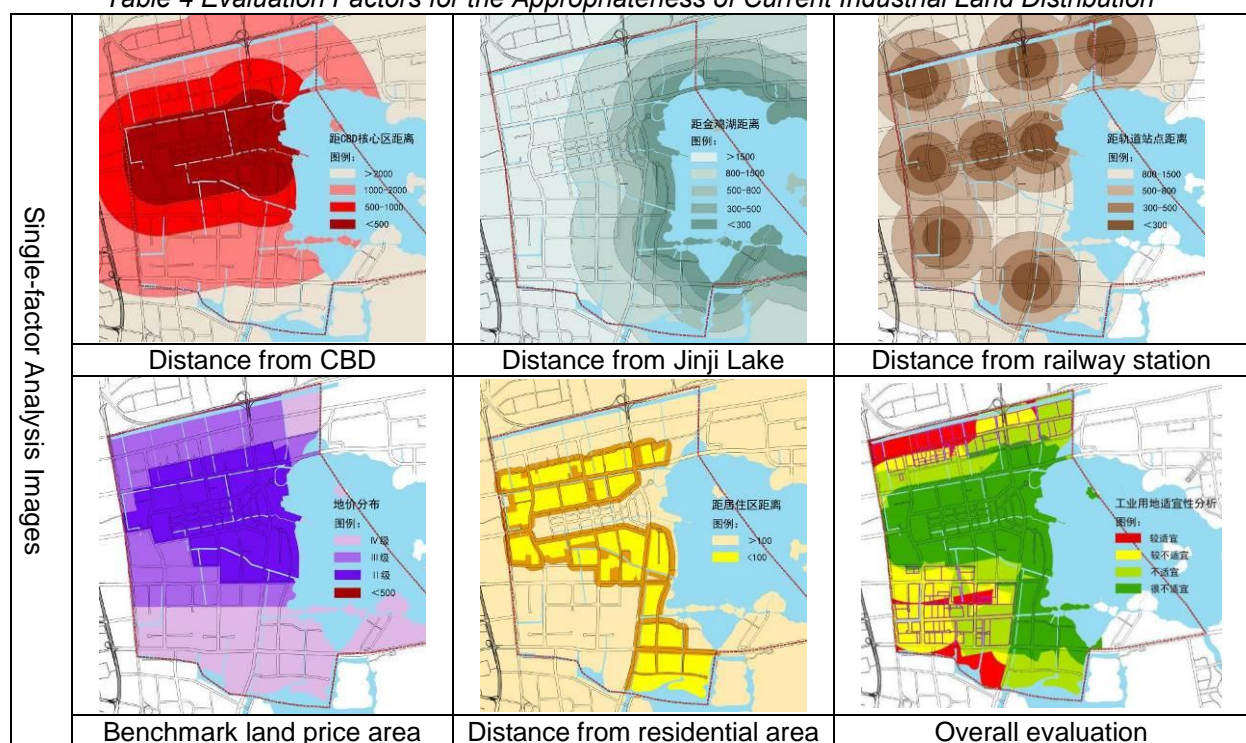 Table 4 Evaluation Factors for the Appropriateness of Current Industrial Land Distribution
Single-factor Analysis Images
距CBD核心区距离
图例：
＞2000
1000-2000
500-1000
＜500
距金鸡湖距离
图例：
＞1500
800-1500
500-800
300-500
＜300
距轨道站点距离
图例：
800-1500
500-800
300-500
＜300
Distance from CBD
Distance from Jinji Lake
Distance from railway station
地价分布
图例：
Ⅳ级
Ⅲ级
Ⅱ级
＜500
距居住区距离
图例：
＞100
<100
工业用地适宜性分析
图例：
较适宜
较不适宜
不适宜
很不适宜
Benchmark land price area
Distance from residential area
Overall evaluation